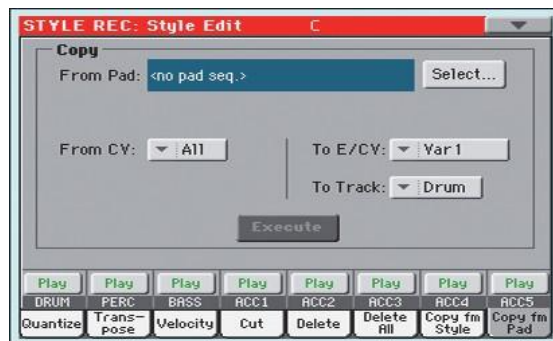 STYLE REC: Style Edit C
Copy
From Pad: <no pad seq.> Select...
From CV: All To E/CV: Var1
To Track: Drum
Execute
Play Play Play Play Play Play Play Play
DRUM PERC BASS ACC1 ACC2 ACC3 ACC4 ACC5
Quantize Trans-pose Velocity Cut Delete Delete All Copy fm Style Copy fm Pad